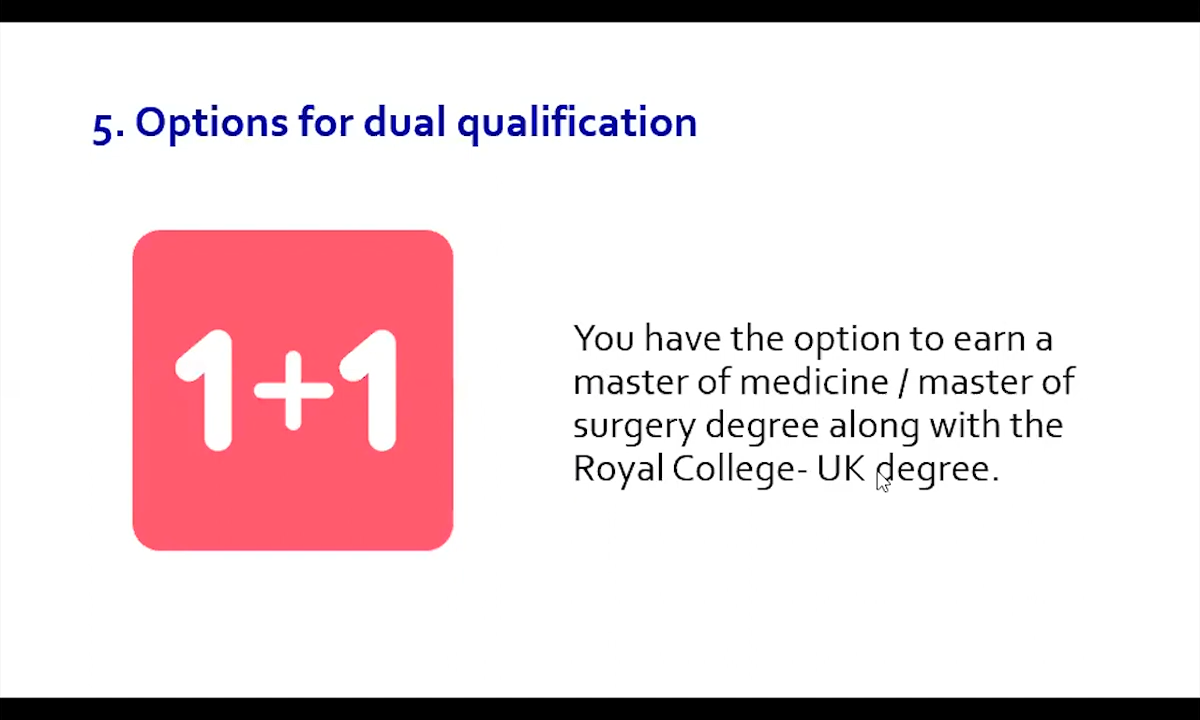 5. Options for dual qualification
1+1
You have the option to earn a
master of medicine / master of
surgery degree along with the
Royal College- UK degree.